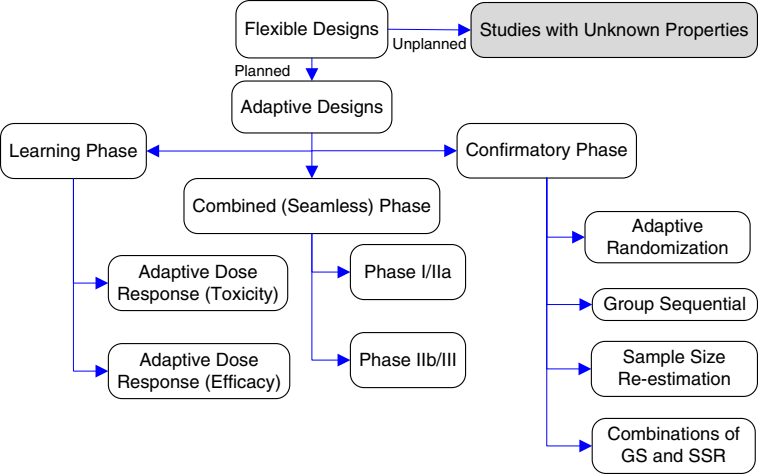 Flexible Designs
Unplanned
Studies with Unknown Properties
Planned
Adaptive Designs
Learning Phase
Confirmatory Phase
Combined (Seamless) Phase
Adaptive Dose
Response (Toxicity)
Adaptive Dose
Response (Efficacy)
Phase I/IIa
Phase IIb/III
Adaptive
Randomization
Group Sequential
Sample Size
Re-estimation
Combinations of
GS and SSR